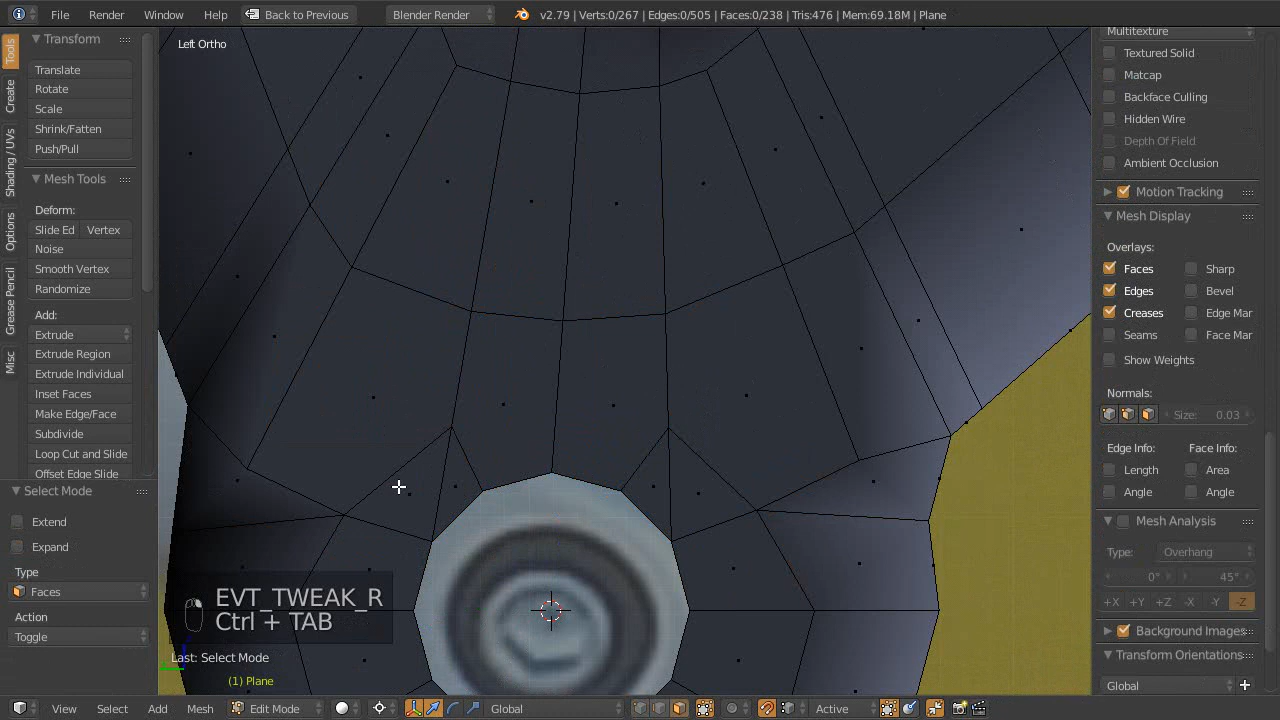 File Render Window Help Back to Previous Blender Render v2.79 | Verts:0/267 | Edges:0/505 | Faces:0/238 | Tris:476 | Mem:69.18M | Plane
Left Ortho
Tools
Create
Shading / UVs
Options
Grease Pencil
Misc
Transform
Translate
Rotate
Scale
Shrink/Fatten
Push/Pull
Mesh Tools
Deform:
Slide Ed Vertex
Noise
Smooth Vertex
Randomize
Add:
Extrude
Extrude Region
Extrude Individual
Inset Faces
Make Edge/Face
Subdivide
Loop Cut and Slide
Offset Edge Slide
Select Mode
Extend
Expand
Type
Faces
Action
Toggle
EVT_TWEAK_R
Ctrl + TAB
Last: Select Mode
(1) Plane
Multitexture
Textured Solid
Matcap
Backface Culling
Hidden Wire
Depth Of Field
Ambient Occlusion
Motion Tracking
Mesh Display
Overlays:
Faces Sharp
Edges Bevel
Creases Edge Mar
Seams Face Mar
Show Weights
Normals:
Size: 0.03
Edge Info: Face Info:
Length Area
Angle Angle
Mesh Analysis
Type: Overhang
0° 45°
+X +Y +Z -X -Y -Z
Background Images
Transform Orientations
Global
View Select Add Mesh Edit Mode Global Active